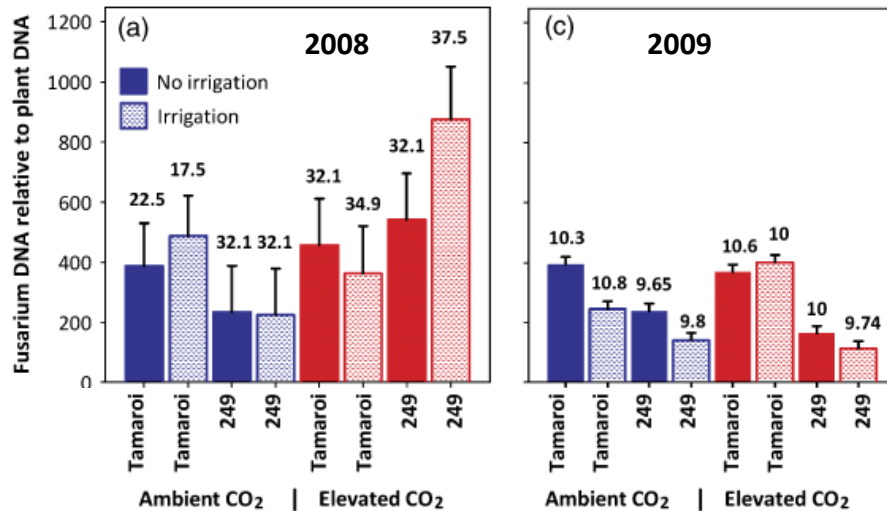 Fusarium DNA relative to plant DNA
1200
1000
800
600
400
200
0
(a)
2008
No irrigation
Irrigation
22.5
17.5
32.1
32.1
32.1
34.9
32.1
37.5
Tamaroi
Tamaroi
249
249
Tamaroi
Tamaroi
249
249
Ambient CO₂ | Elevated CO₂
(c)
2009
10.3
10.8
9.65
9.8
10.6
10
10
9.74
Tamaroi
Tamaroi
249
249
Tamaroi
Tamaroi
249
249
Ambient CO₂ | Elevated CO₂